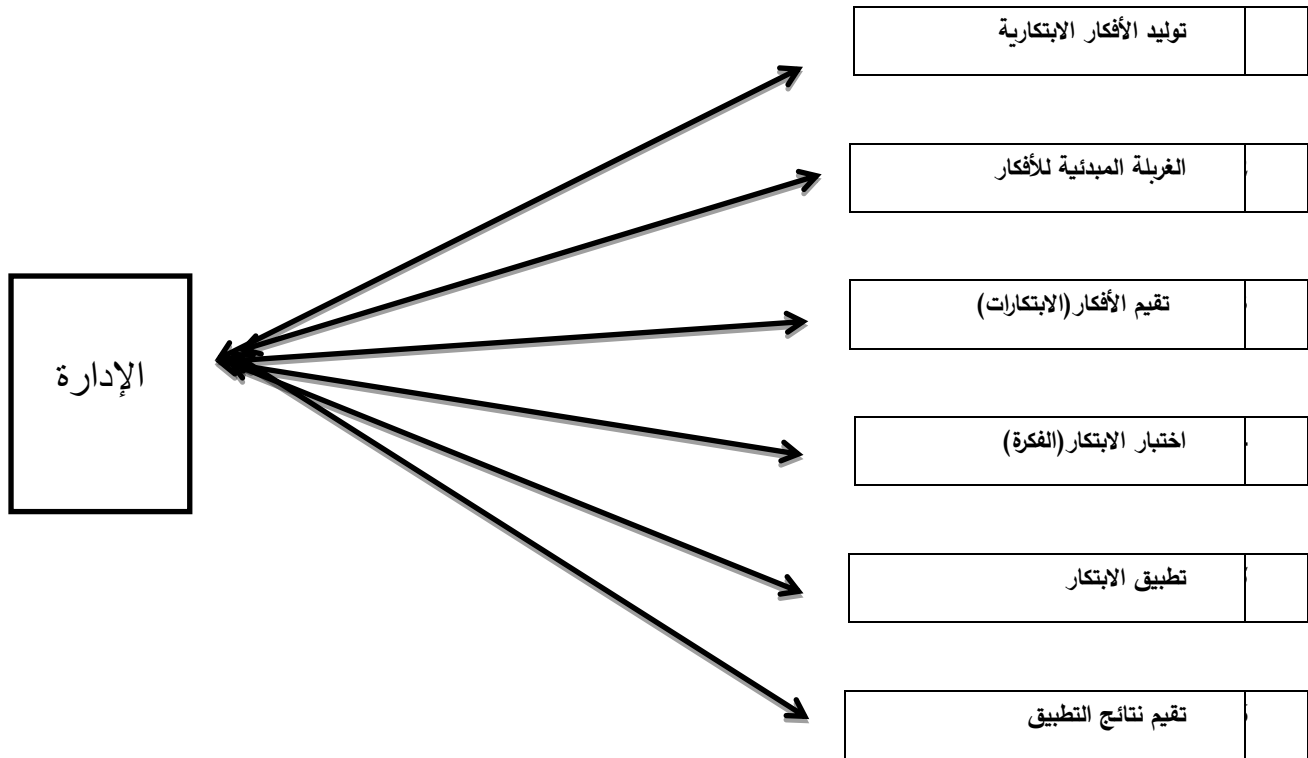 توليد الأفكار الابتكارية
الغربلة المبدئية للأفكار
تقيم الأفكار(الابتكارات)
الإدارة
اختبار الابتكار(الفكرة)
تطبيق الابتكار
تقيم نتائج التطبيق